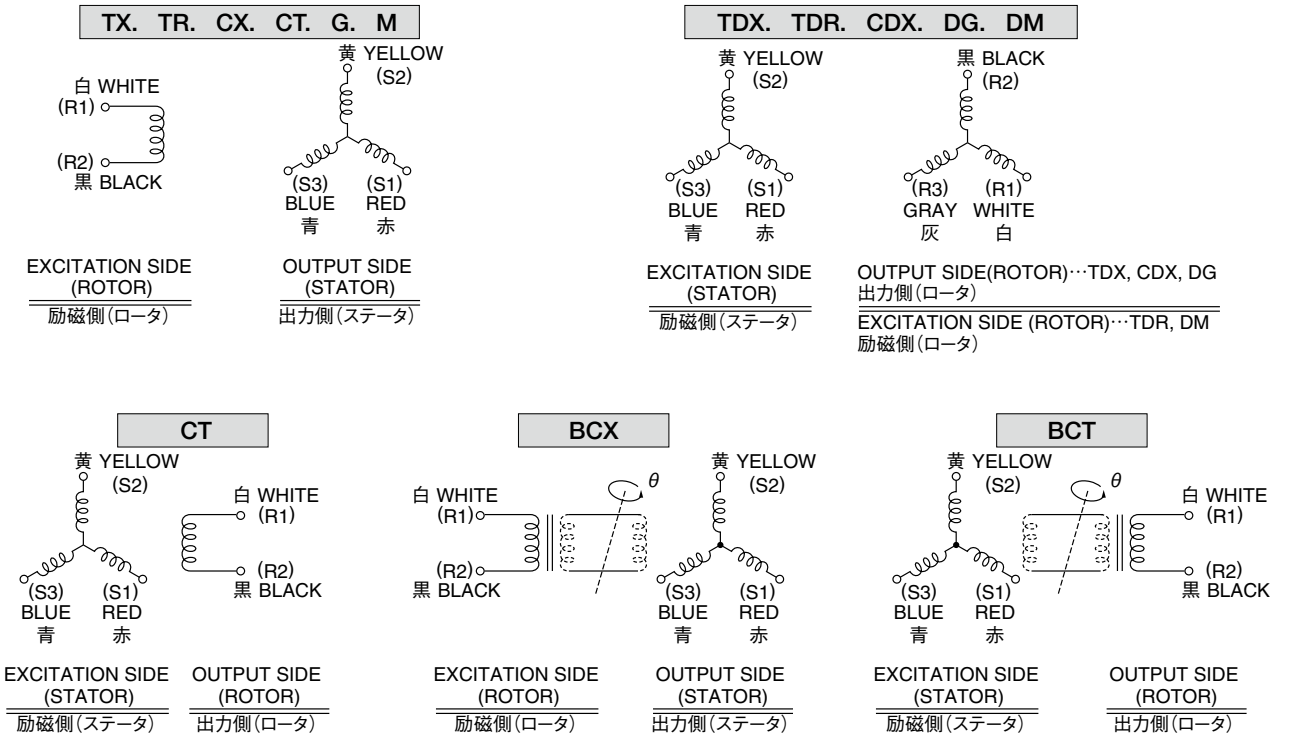 TX. TR. CX. CT. G. M
黄 YELLOW
(S2)
白 WHITE
(R1)
(R2)
黒 BLACK
(S3)
BLUE
青
(S1)
RED
赤
EXCITATION SIDE
(ROTOR)
励磁側(ロータ)
OUTPUT SIDE
(STATOR)
出力側(ステータ)
TDX. TDR. CDX. DG. DM
黄 YELLOW
(S2)
(S3)
BLUE
青
(S1)
RED
赤
黒 BLACK
(R2)
(R3)
GRAY
灰
(R1)
WHITE
白
EXCITATION SIDE
(STATOR)
励磁側(ステータ)
OUTPUT SIDE(ROTOR)…TDX, CDX, DG
出力側(ロータ)
EXCITATION SIDE (ROTOR)…TDR, DM
励磁側(ロータ)
CT
黄 YELLOW
(S2)
(S3)
BLUE
青
(S1)
RED
赤
白 WHITE
(R1)
(R2)
黒 BLACK
EXCITATION SIDE
(STATOR)
励磁側(ステータ)
OUTPUT SIDE
(ROTOR)
出力側(ロータ)
BCX
白 WHITE
(R1)
(R2)
黒 BLACK
θ
黄 YELLOW
(S2)
(S3)
BLUE
青
(S1)
RED
赤
EXCITATION SIDE
(ROTOR)
励磁側(ロータ)
OUTPUT SIDE
(STATOR)
出力側(ステータ)
BCT
黄 YELLOW
(S2)
(S3)
BLUE
青
(S1)
RED
赤
θ
白 WHITE
(R1)
(R2)
黒 BLACK
EXCITATION SIDE
(STATOR)
励磁側(ステータ)
OUTPUT SIDE
(ROTOR)
出力側(ロータ)